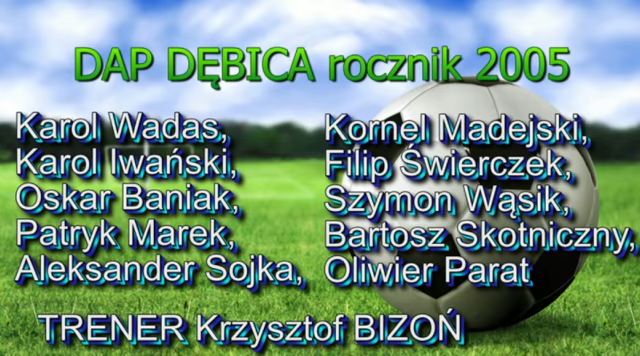 DAP DĘBICA rocznik 2005
Karol Wadas,
Karol Iwański,
Oskar Baniak,
Patryk Marek,
Aleksander Sojka,
Kornel Madejski,
Filip Świerczek,
Szymon Wąsik,
Bartosz Skotniczny,
Oliwier Parat
TRENER Krzysztof BIZOŃ